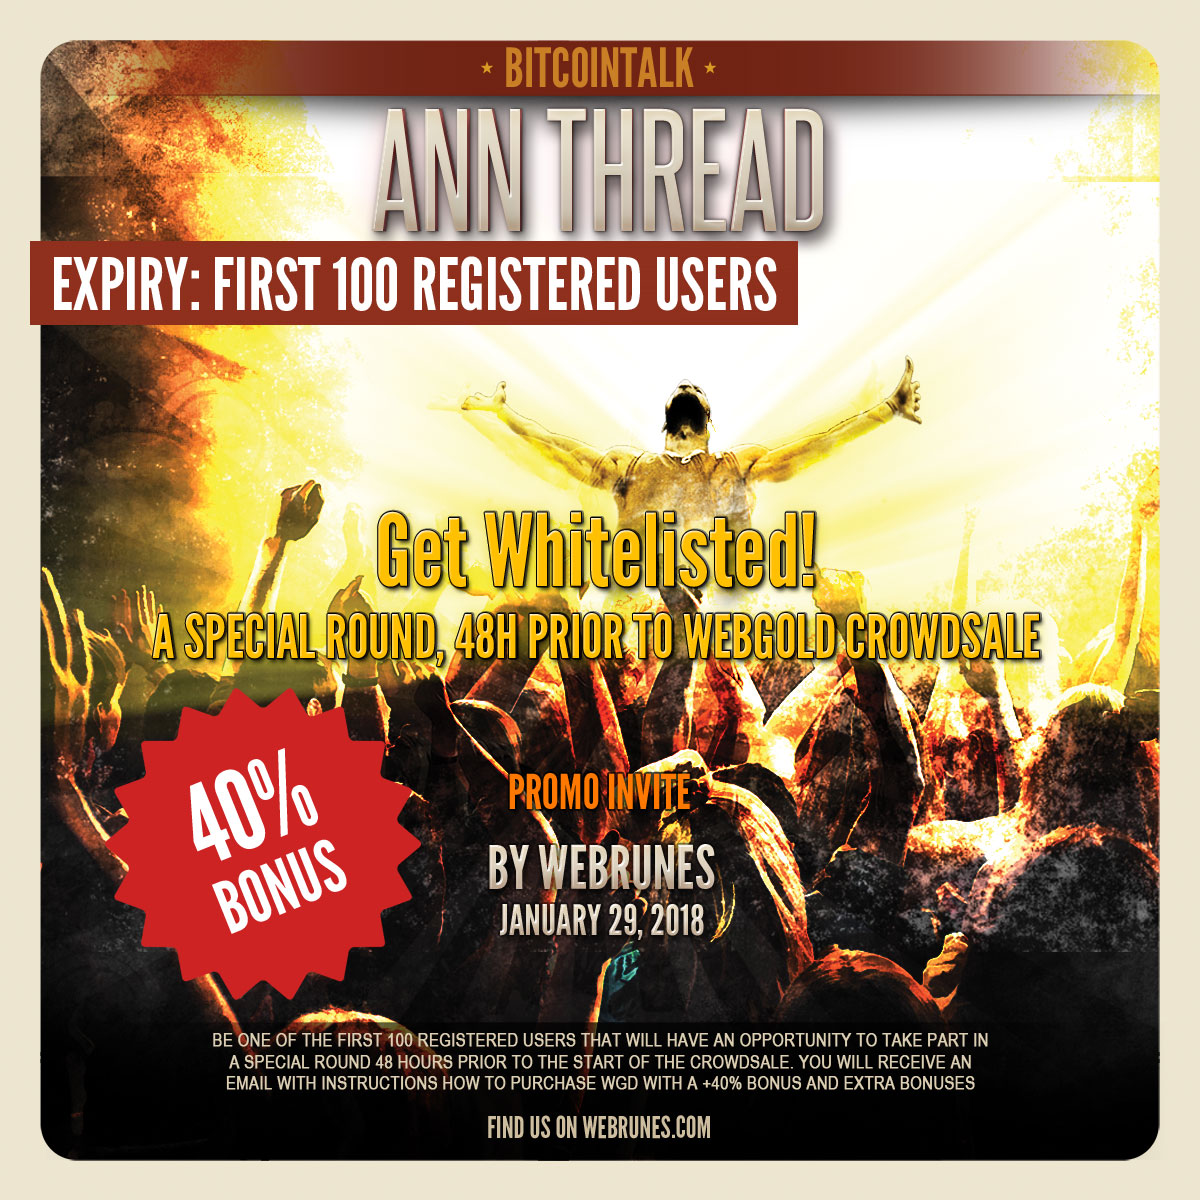 ★ BITCOINTALK ★
ANN THREAD
EXPIRY: FIRST 100 REGISTERED USERS
Get Whitelisted!
A SPECIAL ROUND, 48H PRIOR TO WEBGOLD CROWDSALE
40%
BONUS
PROMO INVITE
BY WEBRUNES
JANUARY 29, 2018
BE ONE OF THE FIRST 100 REGISTERED USERS THAT WILL HAVE AN OPPORTUNITY TO TAKE PART IN
A SPECIAL ROUND 48 HOURS PRIOR TO THE START OF THE CROWDSALE. YOU WILL RECEIVE AN
EMAIL WITH INSTRUCTIONS HOW TO PURCHASE WGD WITH A +40% BONUS AND EXTRA BONUSES
FIND US ON WEBRUNES.COM